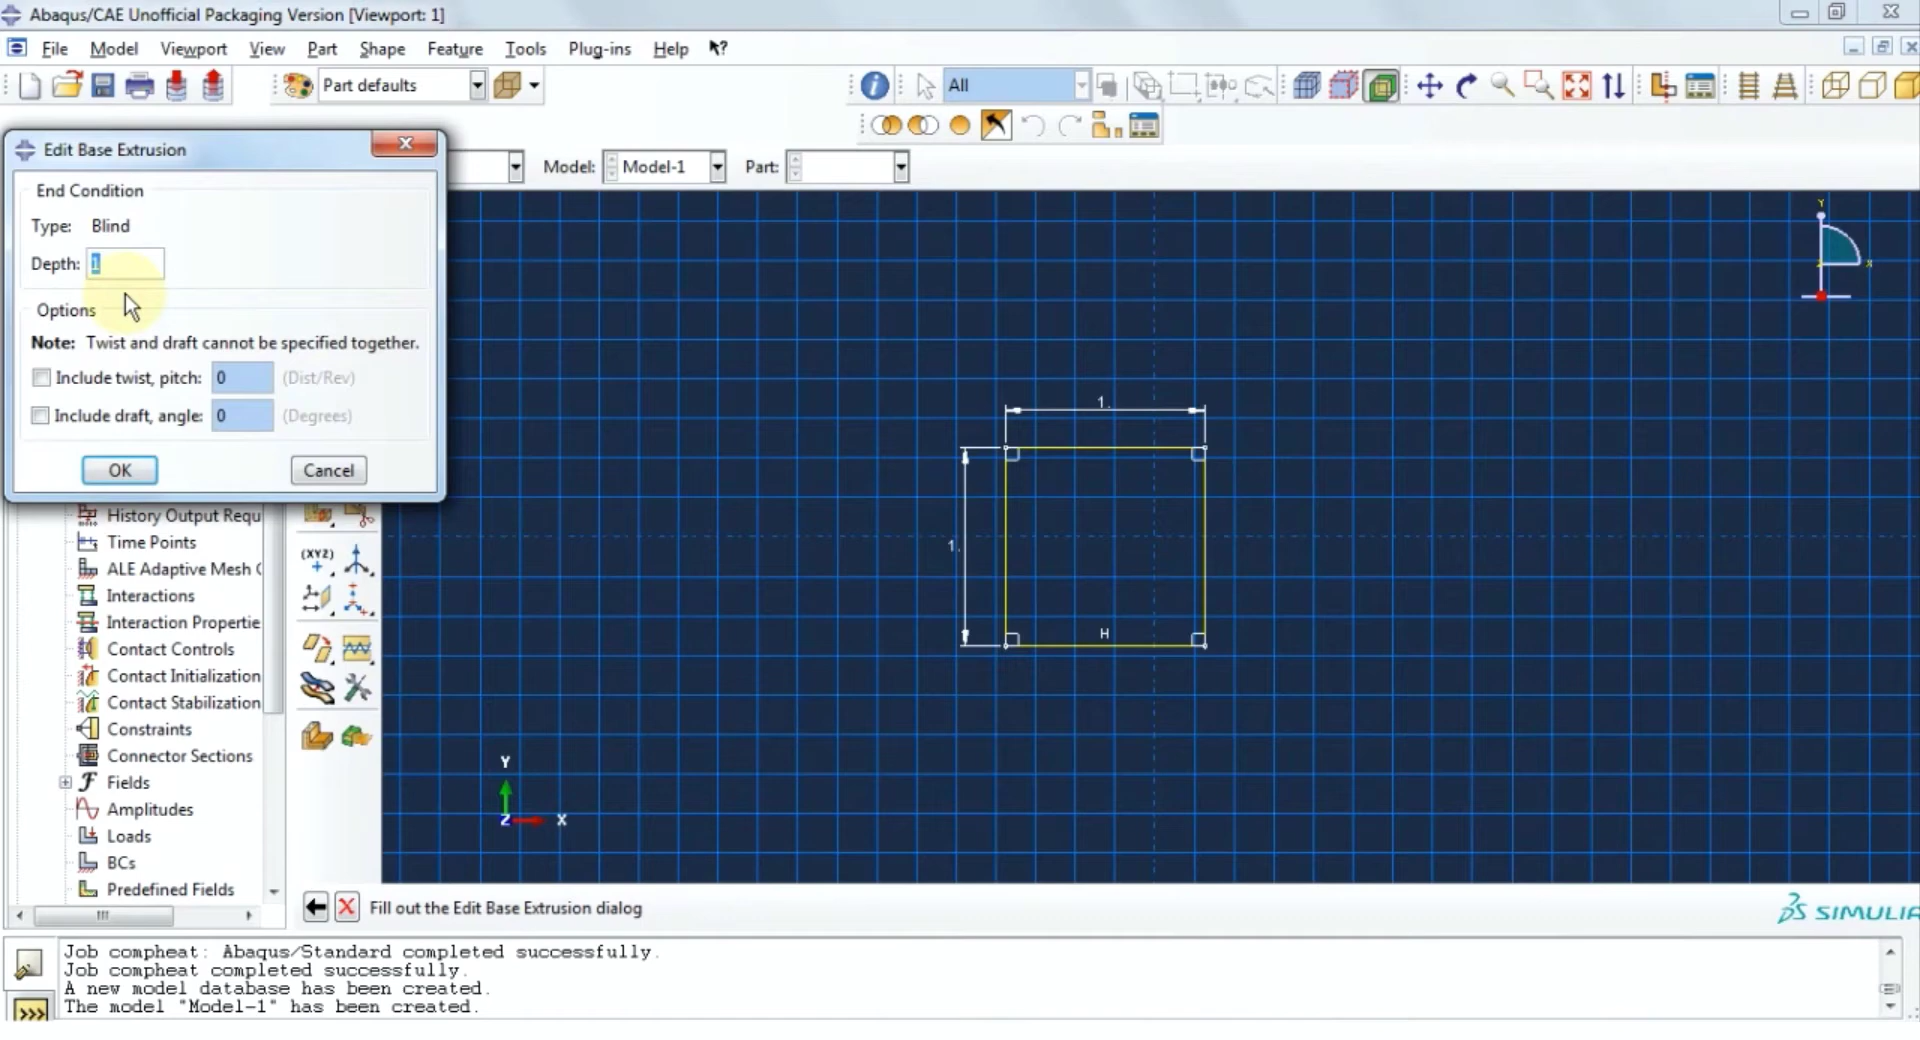 Abaqus/CAE Unofficial Packaging Version [Viewport: 1]
File Model Viewport View Part Shape Feature Tools Plug-ins Help ?
Part defaults All
Edit Base Extrusion
Model: Model-1 Part:
End Condition
Type: Blind
Depth: 1
Options
Note: Twist and draft cannot be specified together.
Include twist, pitch: 0 (Dist/Rev)
Include draft, angle: 0 (Degrees)
OK Cancel
Y
X
1.
1.
H
History Output Requ
Time Points
ALE Adaptive Mesh C
Interactions
Interaction Propertie
Contact Controls
Contact Initialization
Contact Stabilization
Constraints
Connector Sections
Fields
Amplitudes
Loads
BCs
Predefined Fields
(XYZ)
Y
Z X
Fill out the Edit Base Extrusion dialog
SIMULIA
Job compheat: Abaqus/Standard completed successfully.
Job compheat completed successfully.
A new model database has been created.
The model "Model-1" has been created.
>>>